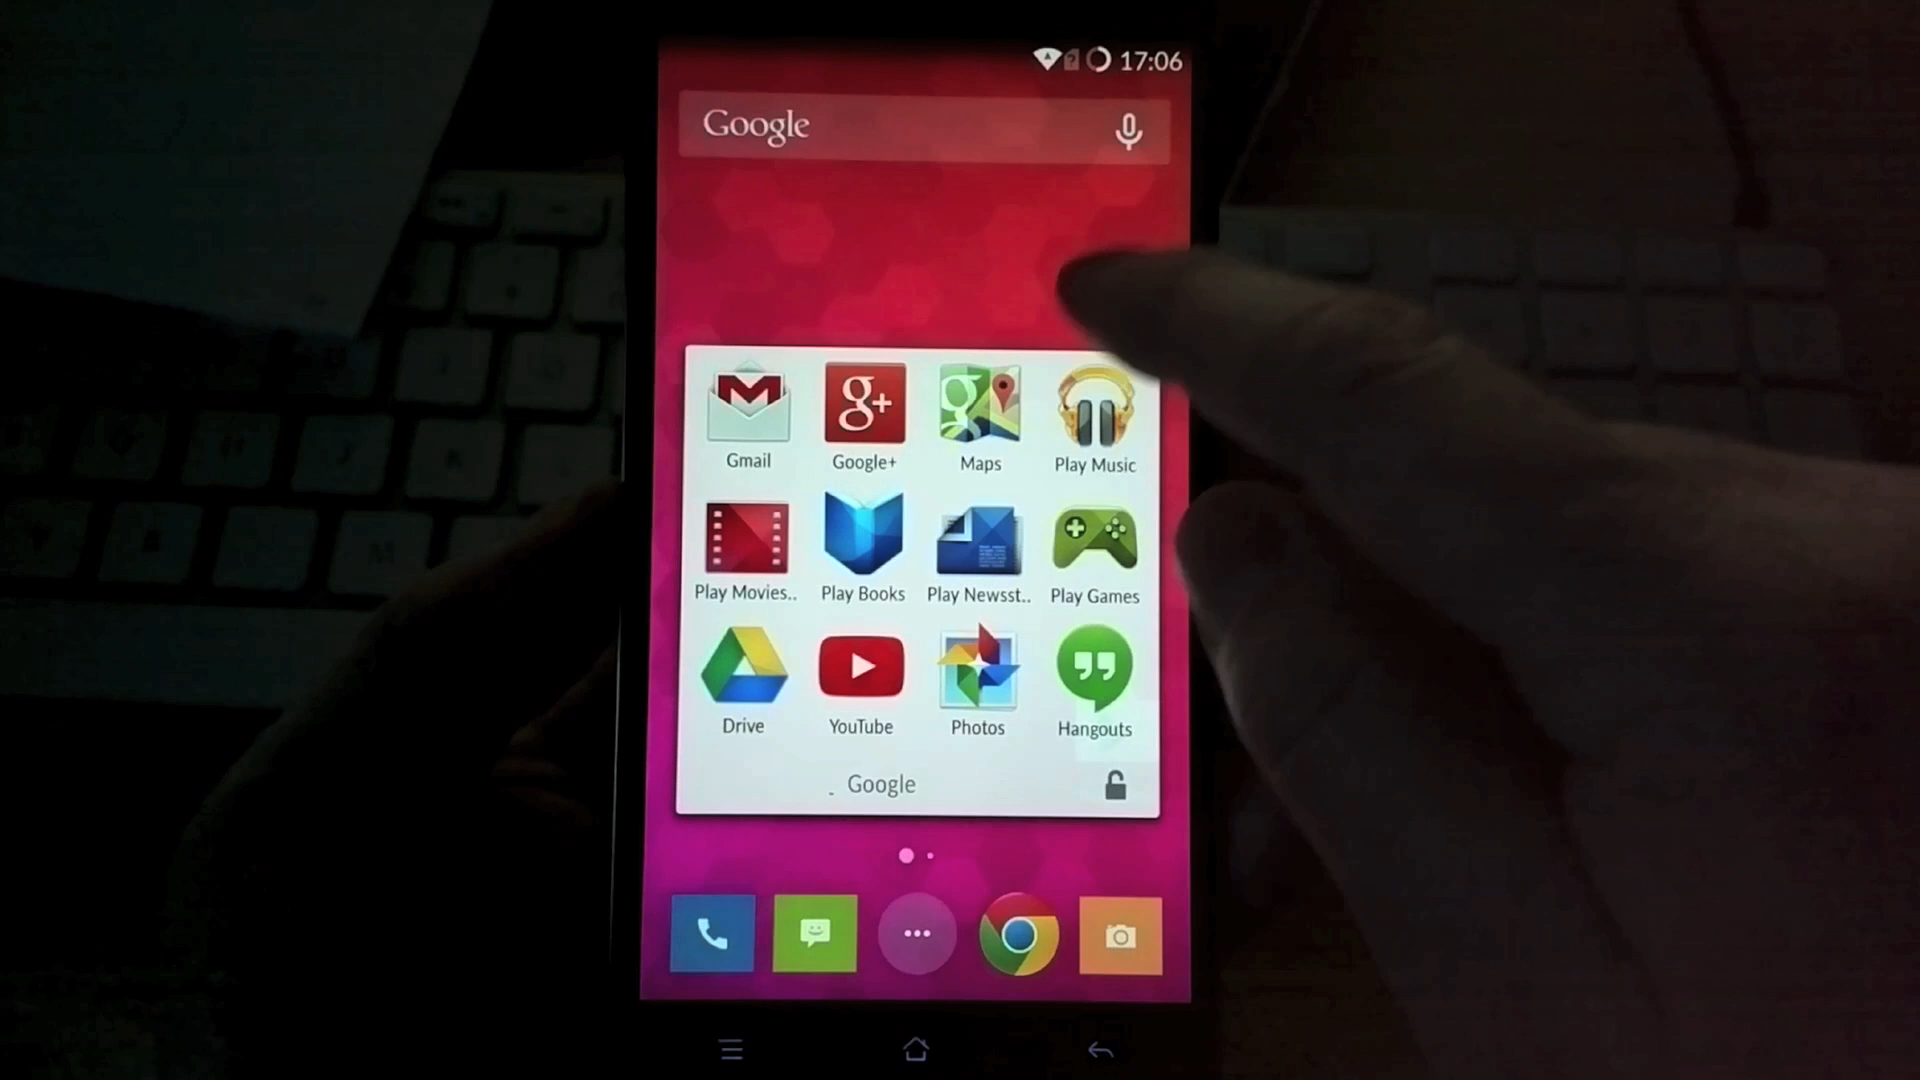 17:06
Google
Gmail Google+ Maps Play Music
Play Movies.. Play Books Play Newsst.. Play Games
Drive YouTube Photos Hangouts
Google